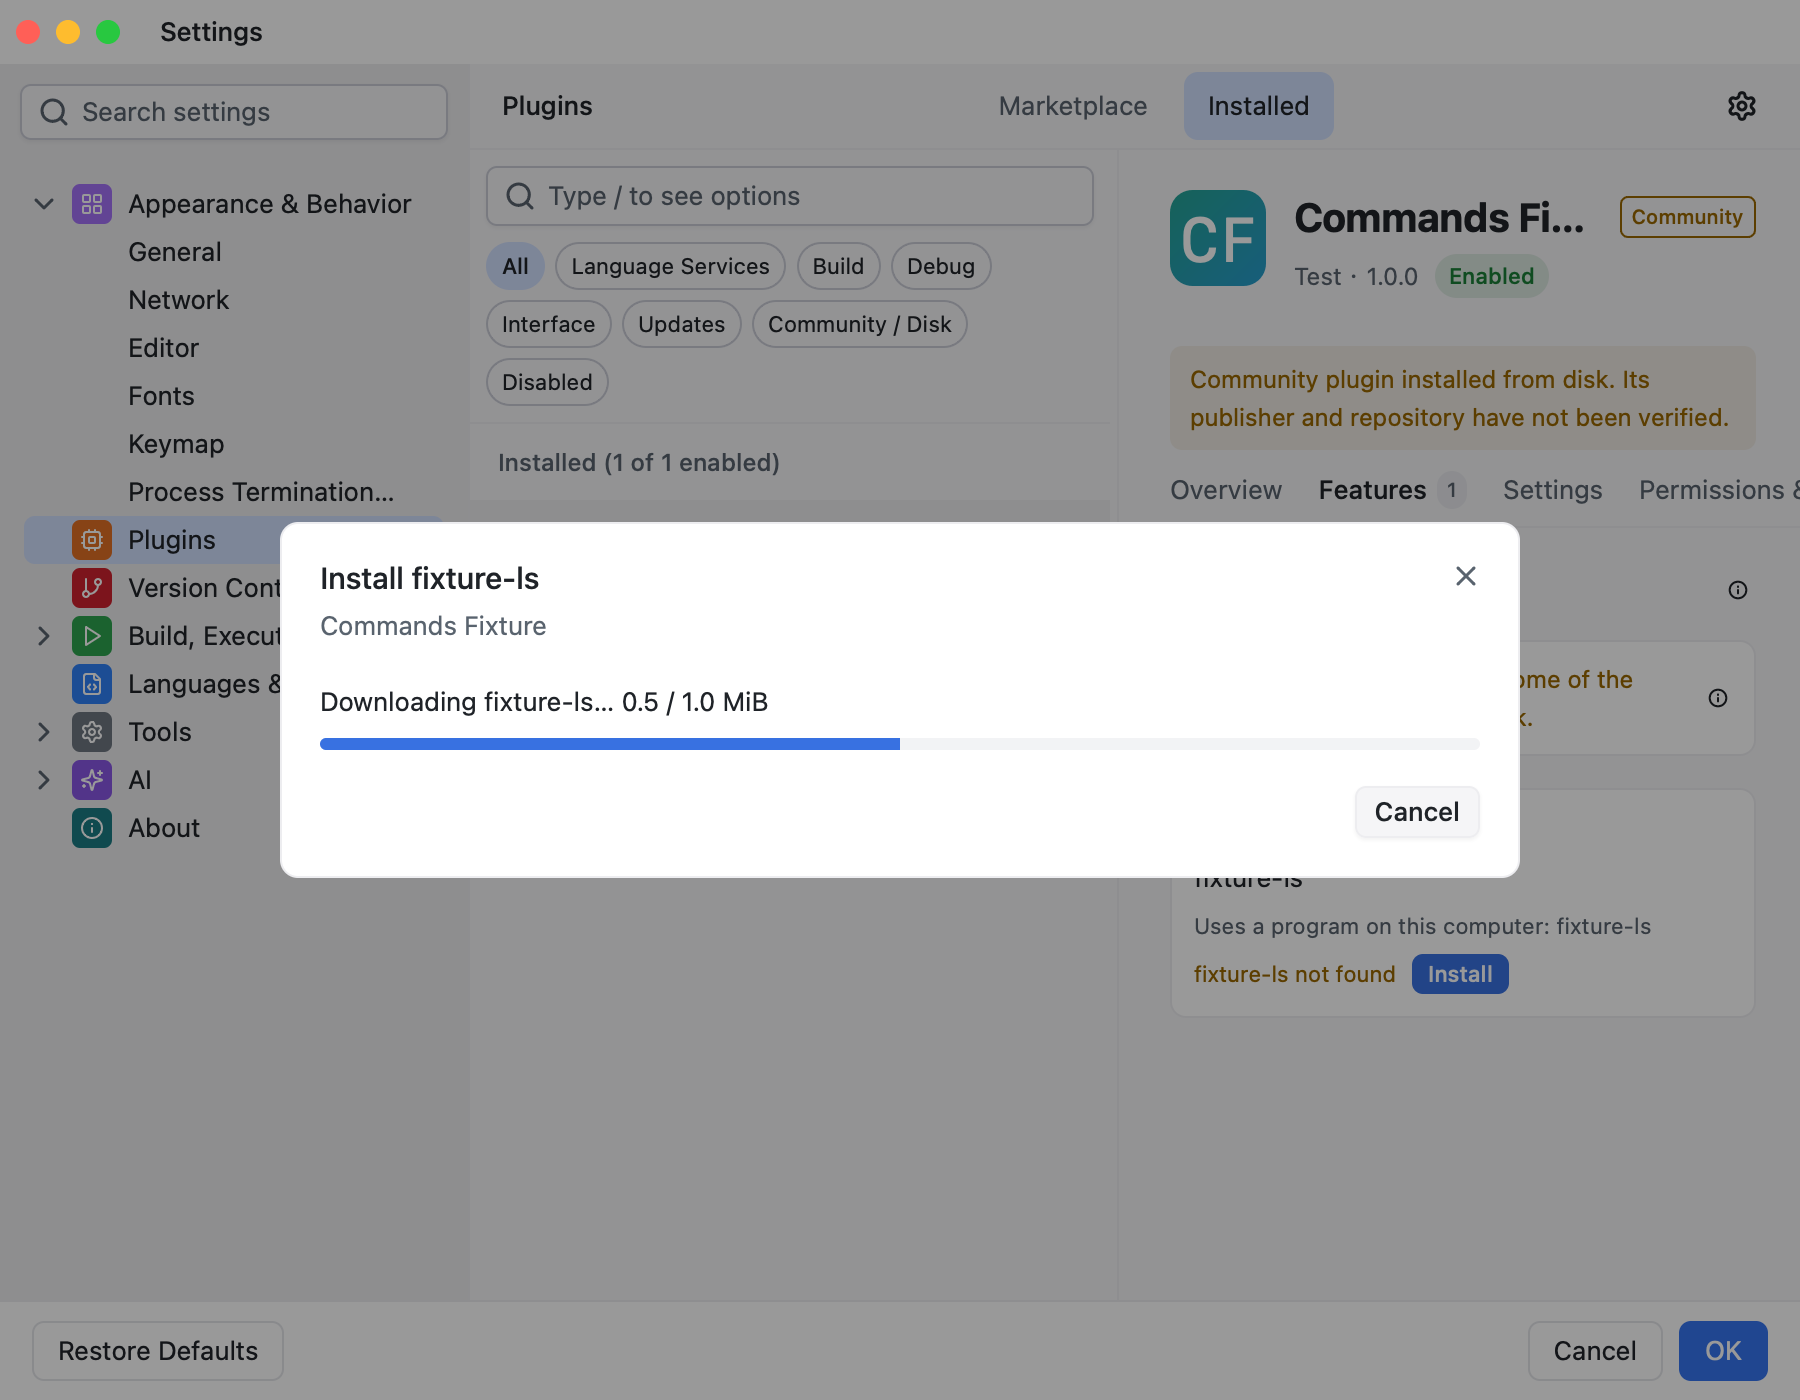 Settings
Search settings
Appearance & Behavior
General
Network
Editor
Fonts
Keymap
Process Termination...
Plugins
Version Cont
Build, Execut
Languages &
Tools
AI
About
Plugins
Marketplace
Installed
Type / to see options
All
Language Services
Build
Debug
Interface
Updates
Community / Disk
Disabled
Installed (1 of 1 enabled)
CF
Commands Fi...
Community
Test · 1.0.0
Enabled
Community plugin installed from disk. Its
publisher and repository have not been verified.
Overview
Features 1
Settings
Permissions &
ome of the
k.
Install fixture-ls
Commands Fixture
Downloading fixture-ls... 0.5 / 1.0 MiB
Cancel
fixture-ls
Uses a program on this computer: fixture-ls
fixture-ls not found
Install
Restore Defaults
Cancel
OK